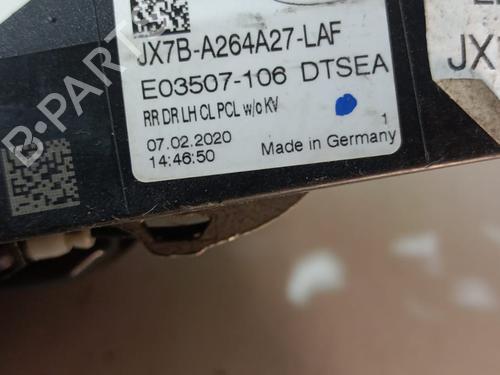 JX7B-A264A27-LAF
E03507-106 DTSEA
RR DR LH CL PCL w/o KV
1
07.02.2020
14:46:50
Made in Germany
B-PARTS